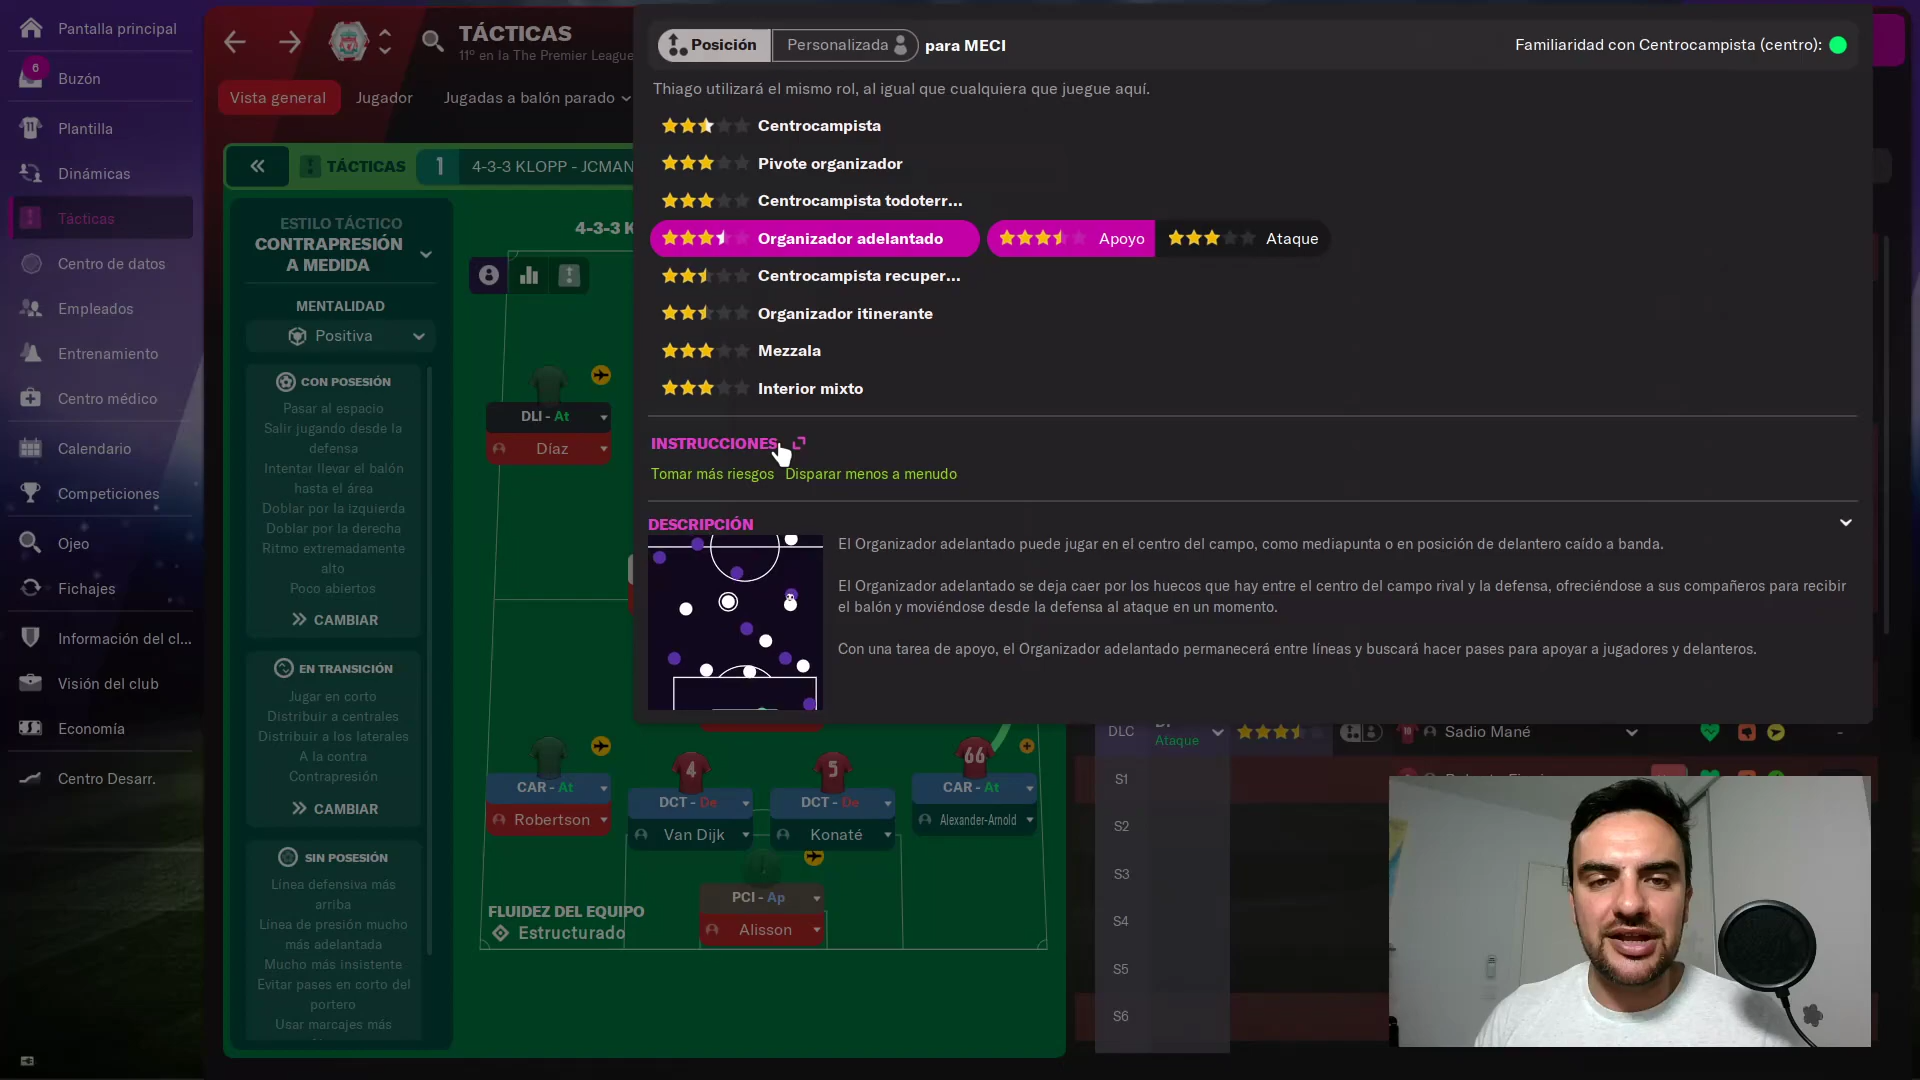 Pantalla principal
6
Buzón
Plantilla
Dinámicas
Tácticas
Centro de datos
Empleados
Entrenamiento
Centro médico
Calendario
Competiciones
Ojeo
Fichajes
Información del cl...
Visión del club
Economía
Centro Desarr.
TÁCTICAS
11º en la The Premier League
Vista general
Jugador
Jugadas a balón parado
TÁCTICAS
1
4-3-3 KLOPP - JCMAN
ESTILO TÁCTICO
CONTRAPRESIÓN
A MEDIDA
MENTALIDAD
Positiva
CON POSESIÓN
Pasar al espacio
Salir jugando desde la
defensa
Intentar llevar el balón
hasta el área
Doblar por la izquierda
Doblar por la derecha
Ritmo extremadamente
alto
Poco abiertos
CAMBIAR
EN TRANSICIÓN
Jugar en corto
Distribuir a centrales
Distribuir a los laterales
A la contra
Contrapresión
CAMBIAR
SIN POSESIÓN
Línea defensiva más
arriba
Línea de presión mucho
más adelantada
Mucho más insistente
Evitar pases en corto del
portero
Usar marcajes más
4-3-3 K
DLI - At
Díaz
CAR - At
Robertson
4
DCT - De
Van Dijk
5
DCT - De
Konaté
66
CAR - At
Alexander-Arnold
PCI - Ap
Alisson
FLUIDEZ DEL EQUIPO
Estructurado
Posición
Personalizada
para MECI
Familiaridad con Centrocampista (centro):
Thiago utilizará el mismo rol, al igual que cualquiera que juegue aquí.
Centrocampista
Pivote organizador
Centrocampista todoterr...
Organizador adelantado
Apoyo
Ataque
Centrocampista recuper...
Organizador itinerante
Mezzala
Interior mixto
INSTRUCCIONES
Tomar más riesgos
Disparar menos a menudo
DESCRIPCIÓN
El Organizador adelantado puede jugar en el centro del campo, como mediapunta o en posición de delantero caído a banda.
El Organizador adelantado se deja caer por los huecos que hay entre el centro del campo rival y la defensa, ofreciéndose a sus compañeros para recibir
el balón y moviéndose desde la defensa al ataque en un momento.
Con una tarea de apoyo, el Organizador adelantado permanecerá entre líneas y buscará hacer pases para apoyar a jugadores y delanteros.
DLC
Ataque
10
Sadio Mané
-
S1
S2
S3
S4
S5
S6